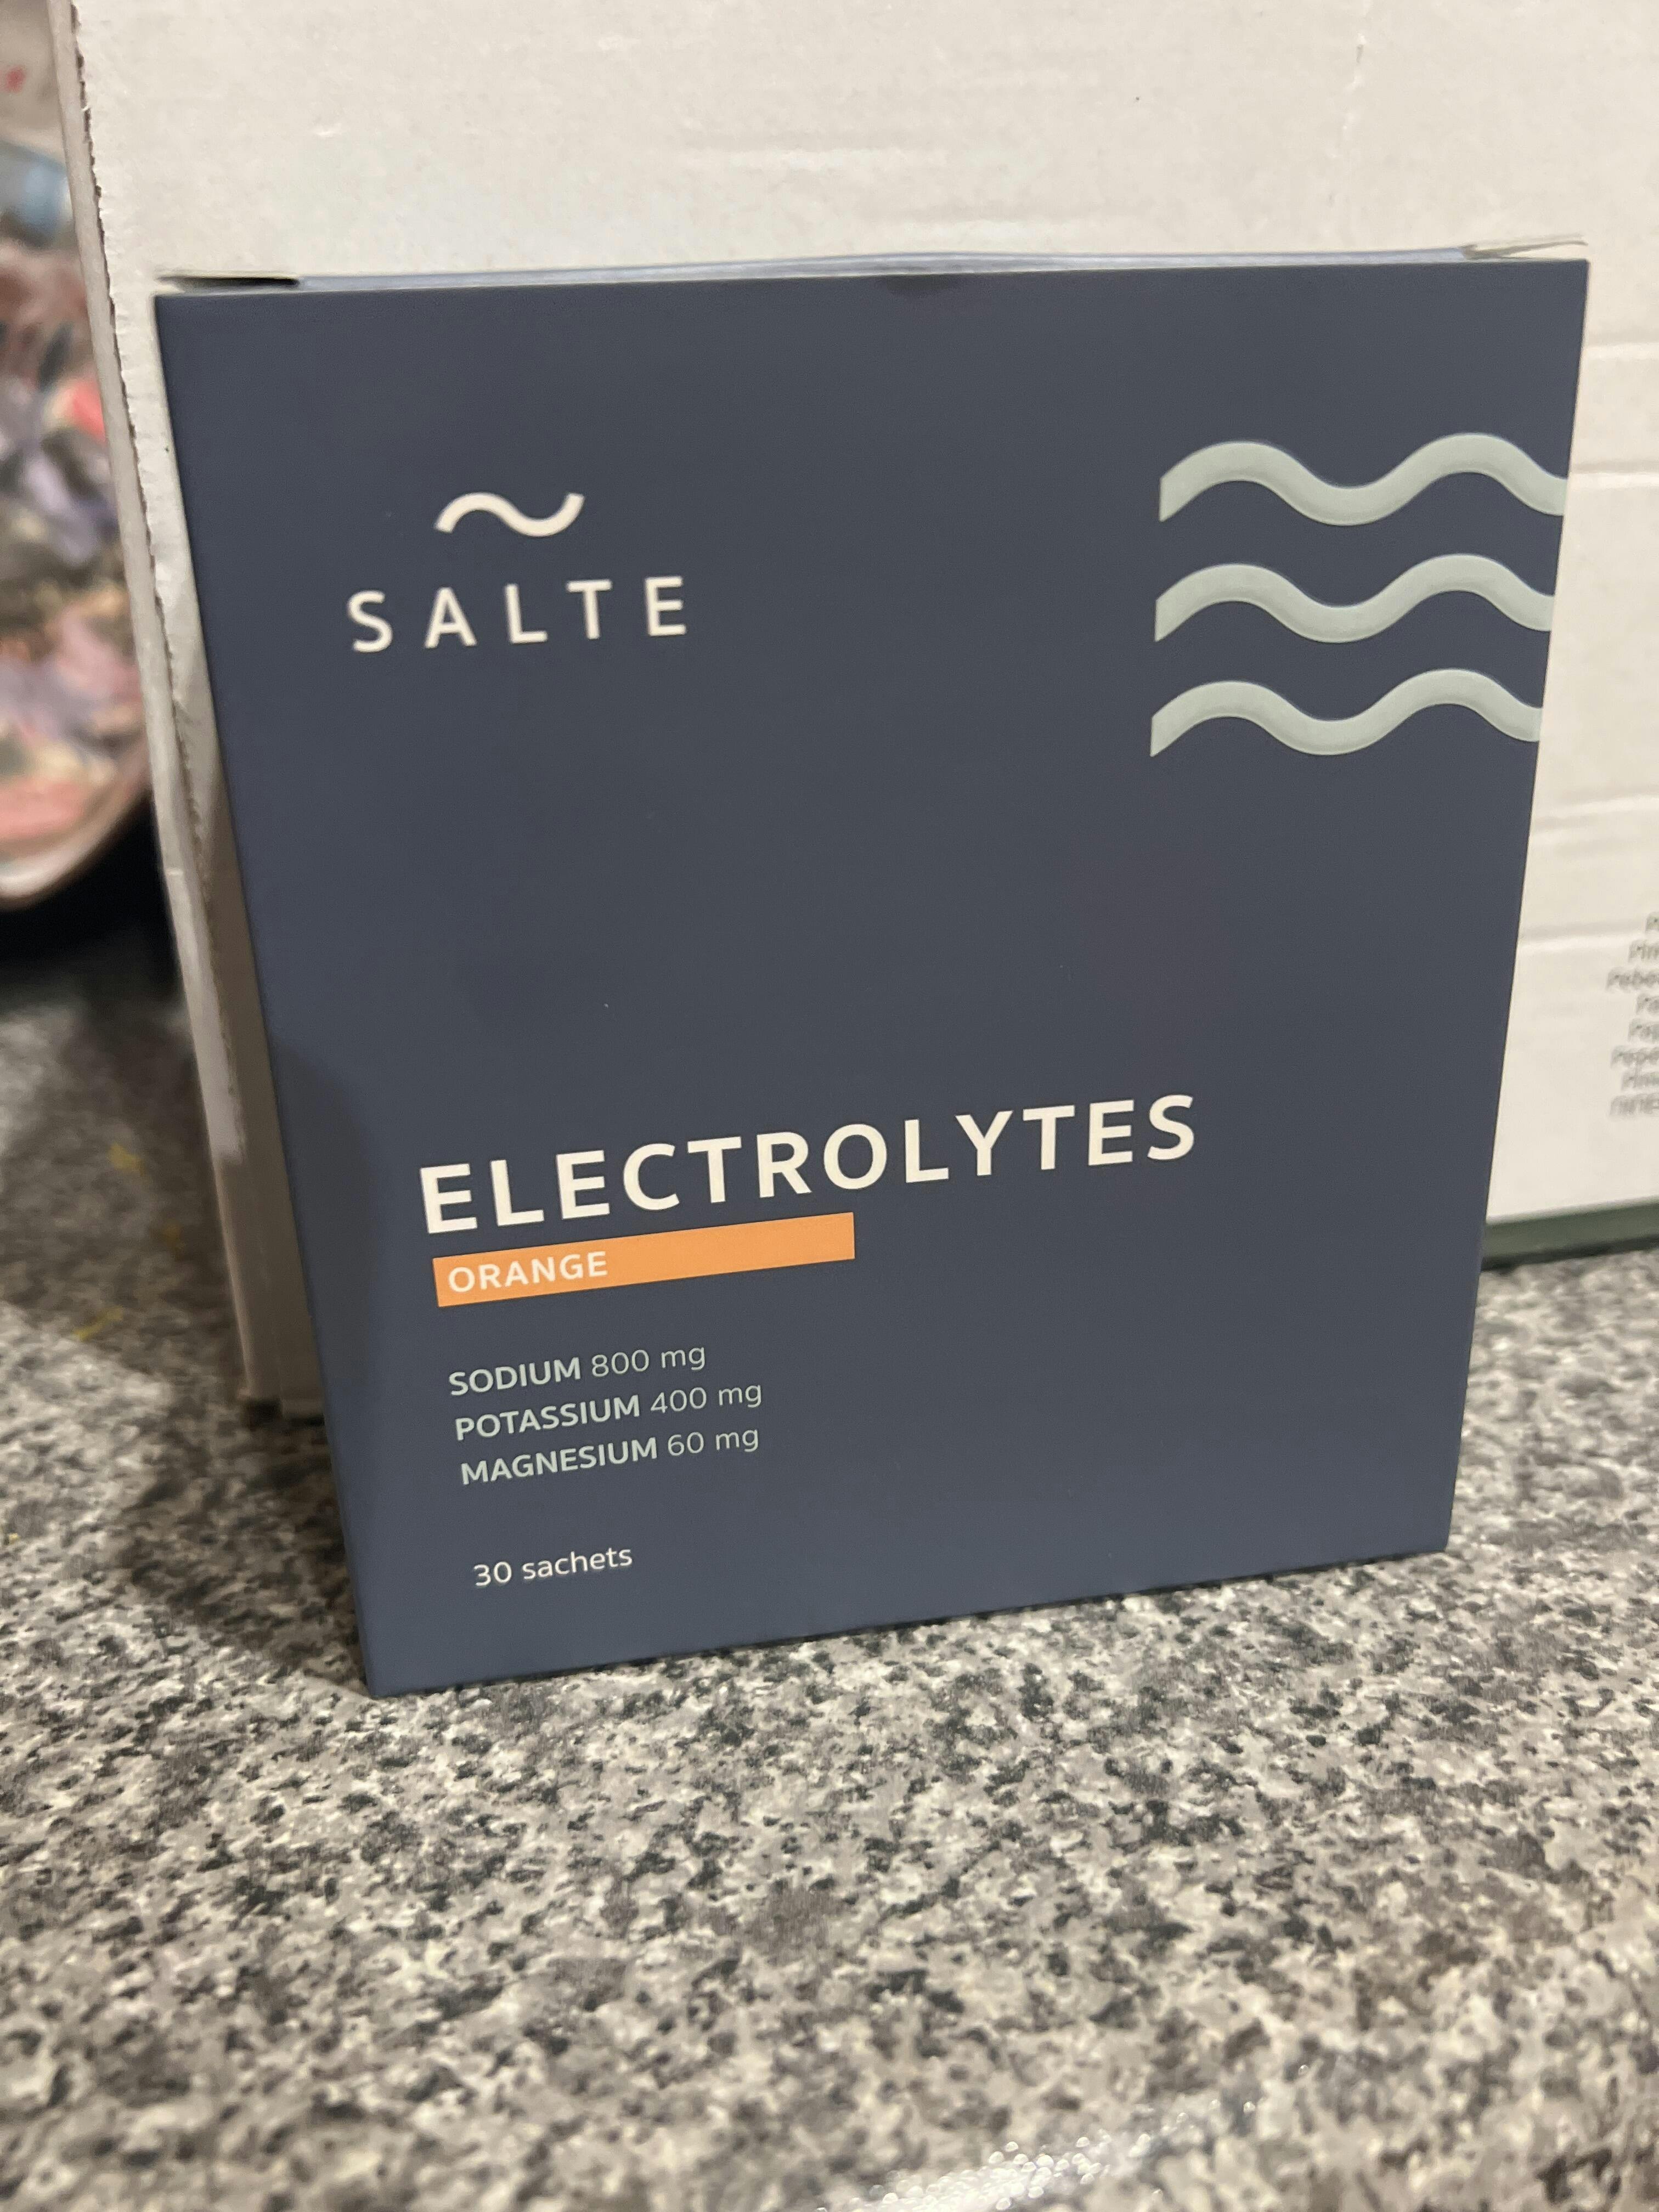 SALTE
ELECTROLYTES
ORANGE
SODIUM 800 mg
POTASSIUM 400 mg
MAGNESIUM 60 mg
30 sachets